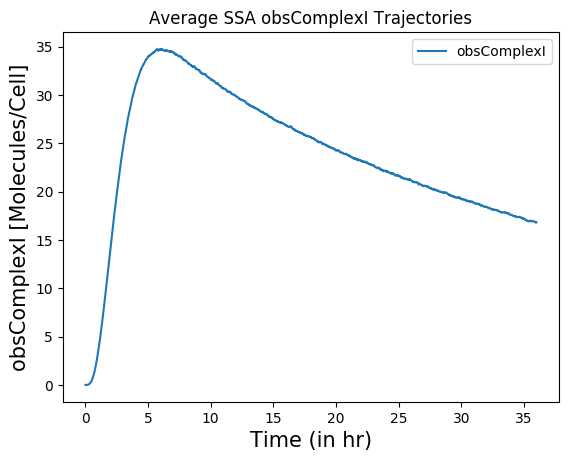 Average SSA obsComplexI Trajectories
obsComplexI
obsComplexI [Molecules/Cell]
35
30
25
20
15
10
5
0
0 5 10 15 20 25 30 35
Time (in hr)